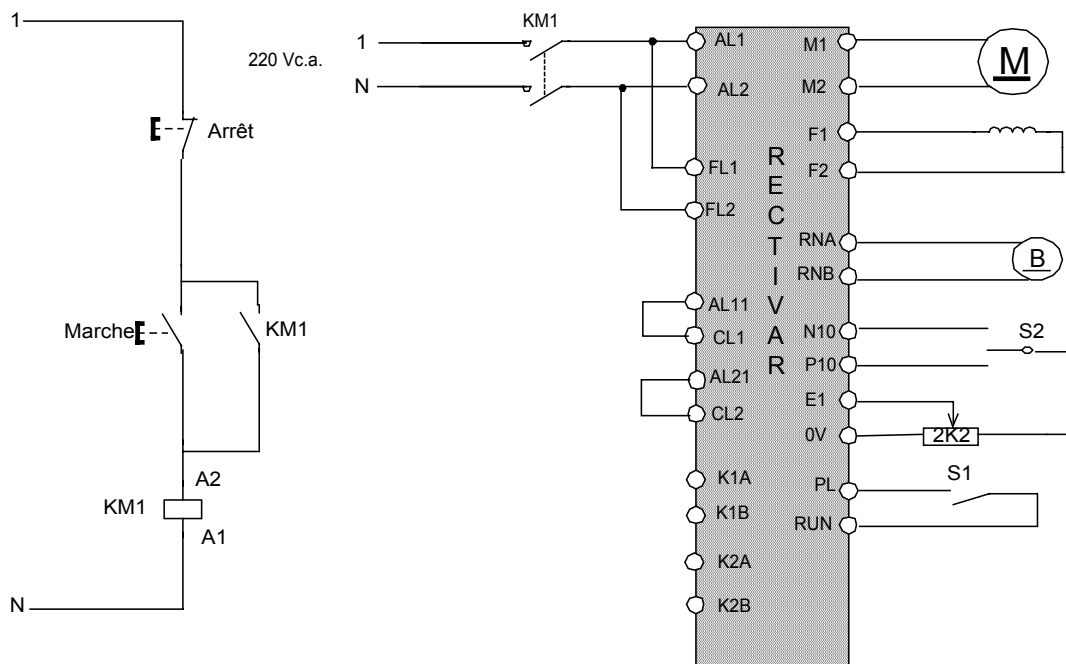 1
220 Vc.a.
Arrêt
Marche
KM1
A2
KM1
A1
N
KM1
1
N
AL1
AL2
FL1
FL2
AL11
CL1
AL21
CL2
K1A
K1B
K2A
K2B
RECTIVAR
M1
M2
F1
F2
RNA
RNB
N10
P10
E1
0V
PL
RUN
M
B
S2
2K2
S1